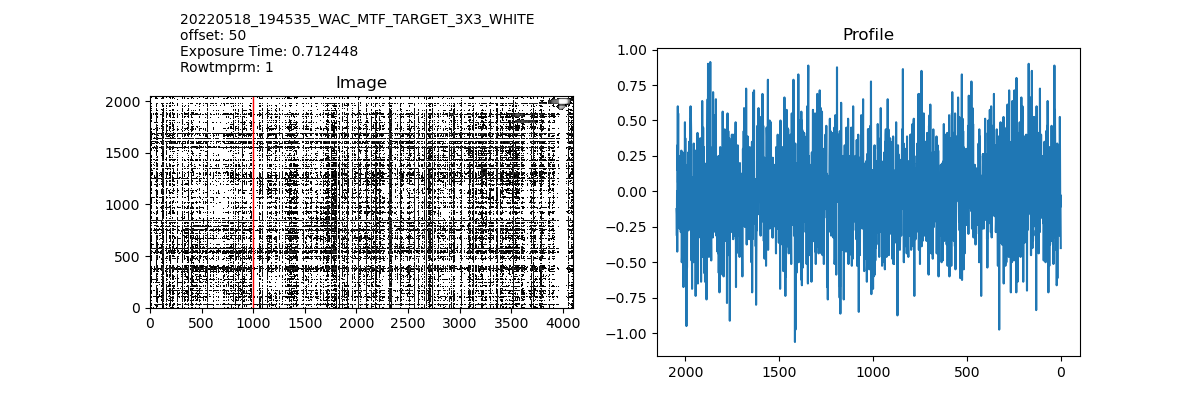 20220518_194535_WAC_MTF_TARGET_3X3_WHITE
offset: 50
Exposure Time: 0.712448
Rowtmprm: 1
Image
2000
1500
1000
500
0
0 500 1000 1500 2000 2500 3000 3500 4000
Profile
1.00
0.75
0.50
0.25
0.00
−0.25
−0.50
−0.75
−1.00
2000 1500 1000 500 0